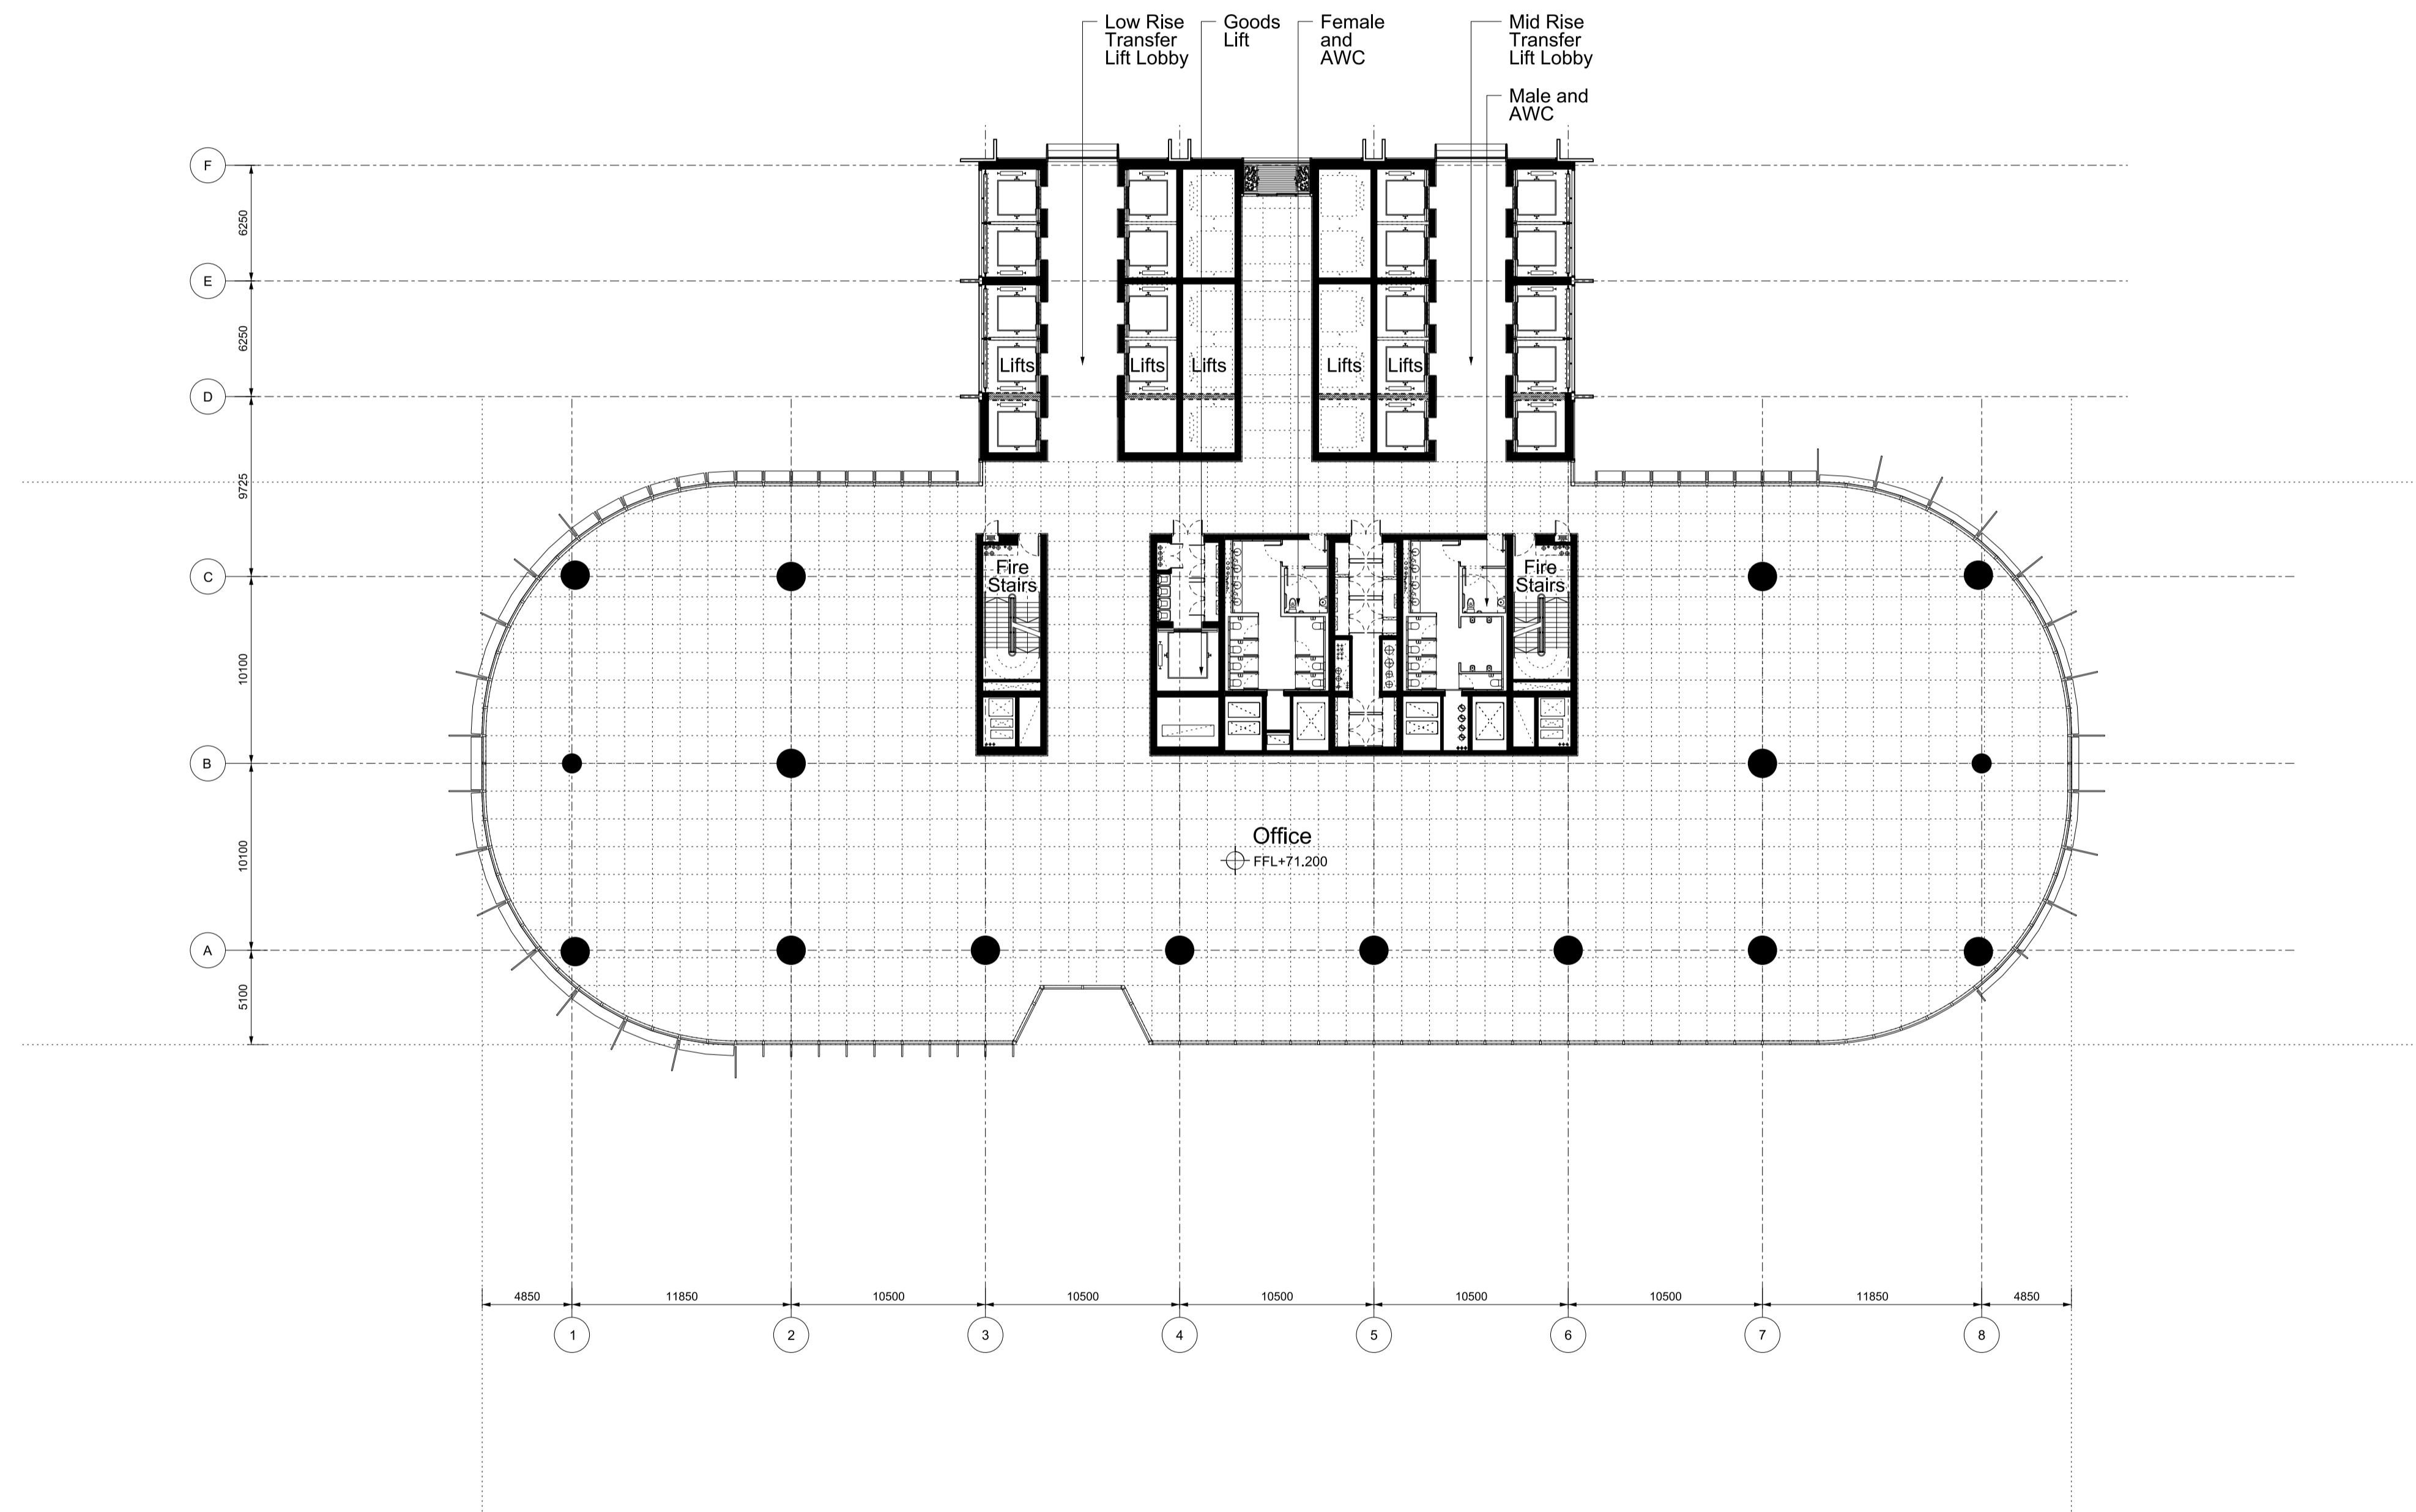 Low Rise
Transfer
Lift Lobby
Goods
Lift
Female
and
AWC
Mid Rise
Transfer
Lift Lobby
Male and
AWC
F
6250
E
6250
Lifts
Lifts
Lifts
Lifts
Lifts
D
9725
Fire
Stairs
Fire
Stairs
C
10100
B
10100
Office
FFL+71.200
A
5100
4850
11850
10500
10500
10500
10500
10500
11850
4850
1
2
3
4
5
6
7
8